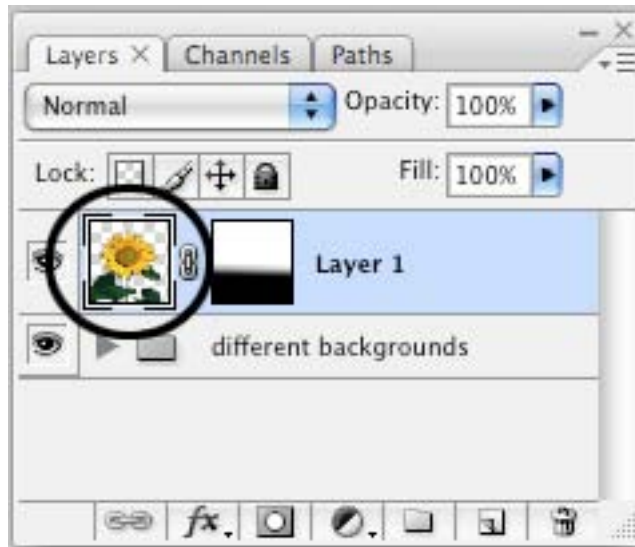 Layers × Channels Paths
Normal Opacity: 100%
Lock: Fill: 100%
Layer 1
different backgrounds
fx.